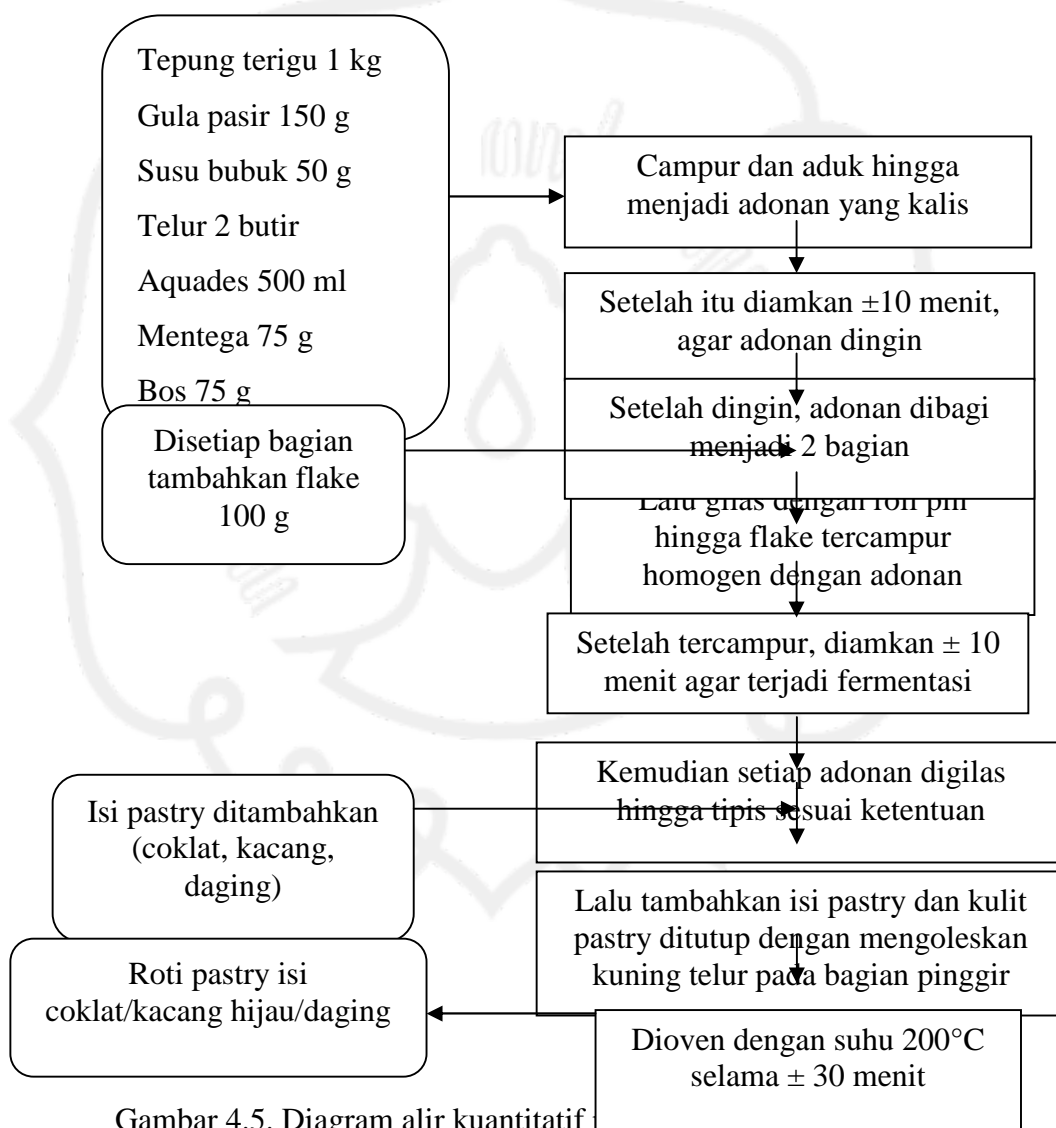 Tepung terigu 1 kg
Gula pasir 150 g
Susu bubuk 50 g
Telur 2 butir
Aquades 500 ml
Mentega 75 g
Bos 75 g
Campur dan aduk hingga
menjadi adonan yang kalis
Setelah itu diamkan ±10 menit,
agar adonan dingin
Setelah dingin, adonan dibagi
menjadi 2 bagian
Disetiap bagian
tambahkan flake
100 g
Lalu gilas dengan roll pin
hingga flake tercampur
homogen dengan adonan
Setelah tercampur, diamkan ± 10
menit agar terjadi fermentasi
Kemudian setiap adonan digilas
hingga tipis sesuai ketentuan
Isi pastry ditambahkan
(coklat, kacang,
daging)
Lalu tambahkan isi pastry dan kulit
pastry ditutup dengan mengoleskan
kuning telur pada bagian pinggir
Dioven dengan suhu 200°C
selama ± 30 menit
Roti pastry isi
coklat/kacang hijau/daging
Gambar 4.5. Diagram alir kuantitatif